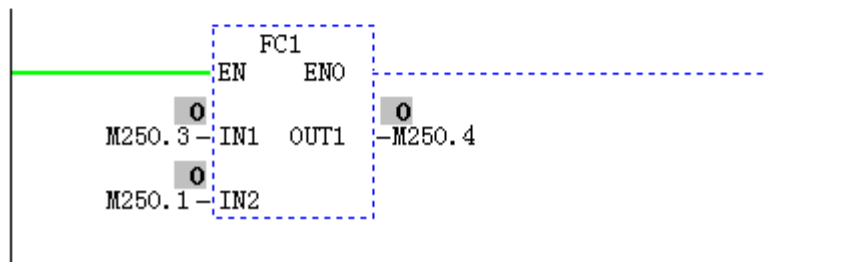 FC1
EN ENO
0 0
M250.3 IN1 OUT1 M250.4
0
M250.1 IN2